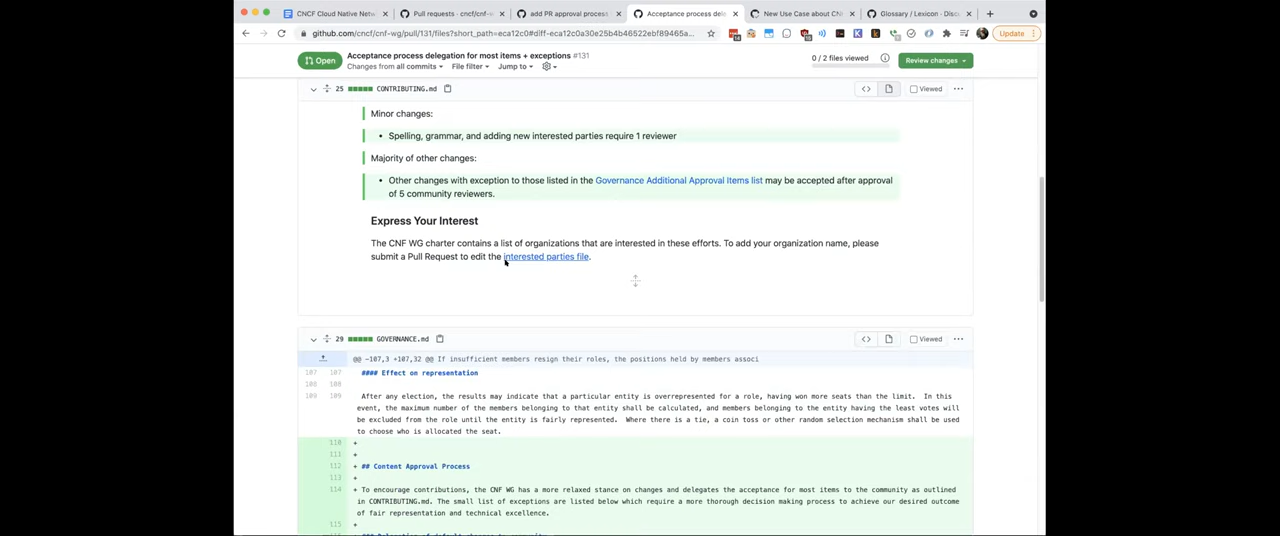 CNCF Cloud Native Netw
Pull requests · cncf/cnf-w
add PR approval process
Acceptance process dele
New Use Case about CNF
Glossary / Lexicon · Discu
github.com/cncf/cnf-wg/pull/131/files?short_path=eca12c0#diff-eca12c0a30e25b4b46522ebf89465a...
Update
Open
Acceptance process delegation for most items + exceptions #131
Changes from all commits
File filter
Jump to
0 / 2 files viewed
Review changes
25 CONTRIBUTING.md
Viewed
Minor changes:
• Spelling, grammar, and adding new interested parties require 1 reviewer
Majority of other changes:
• Other changes with exception to those listed in the Governance Additional Approval Items list may be accepted after approval
of 5 community reviewers.
Express Your Interest
The CNF WG charter contains a list of organizations that are interested in these efforts. To add your organization name, please
submit a Pull Request to edit the interested parties file.
29 GOVERNANCE.md
Viewed
@@ -107,3 +107,32 @@ If insufficient members resign their roles, the positions held by members associ
107 107 #### Effect on representation
108 108
109 109 After any election, the results may indicate that a particular entity is overrepresented for a role, having won more seats than the limit. In this
event, the maximum number of the members belonging to that entity shall be calculated, and members belonging to the entity having the least votes will
be excluded from the role until the entity is fairly represented. Where there is a tie, a coin toss or other random selection mechanism shall be used
to choose who is allocated the seat.
110 +
111 +
112 + ## Content Approval Process
113 +
114 + To encourage contributions, the CNF WG has a more relaxed stance on changes and delegates the acceptance for most items to the community as outlined
in CONTRIBUTING.md. The small list of exceptions are listed below which require a more thorough decision making process to achieve our desired outcome
of fair representation and technical excellence.
115 +